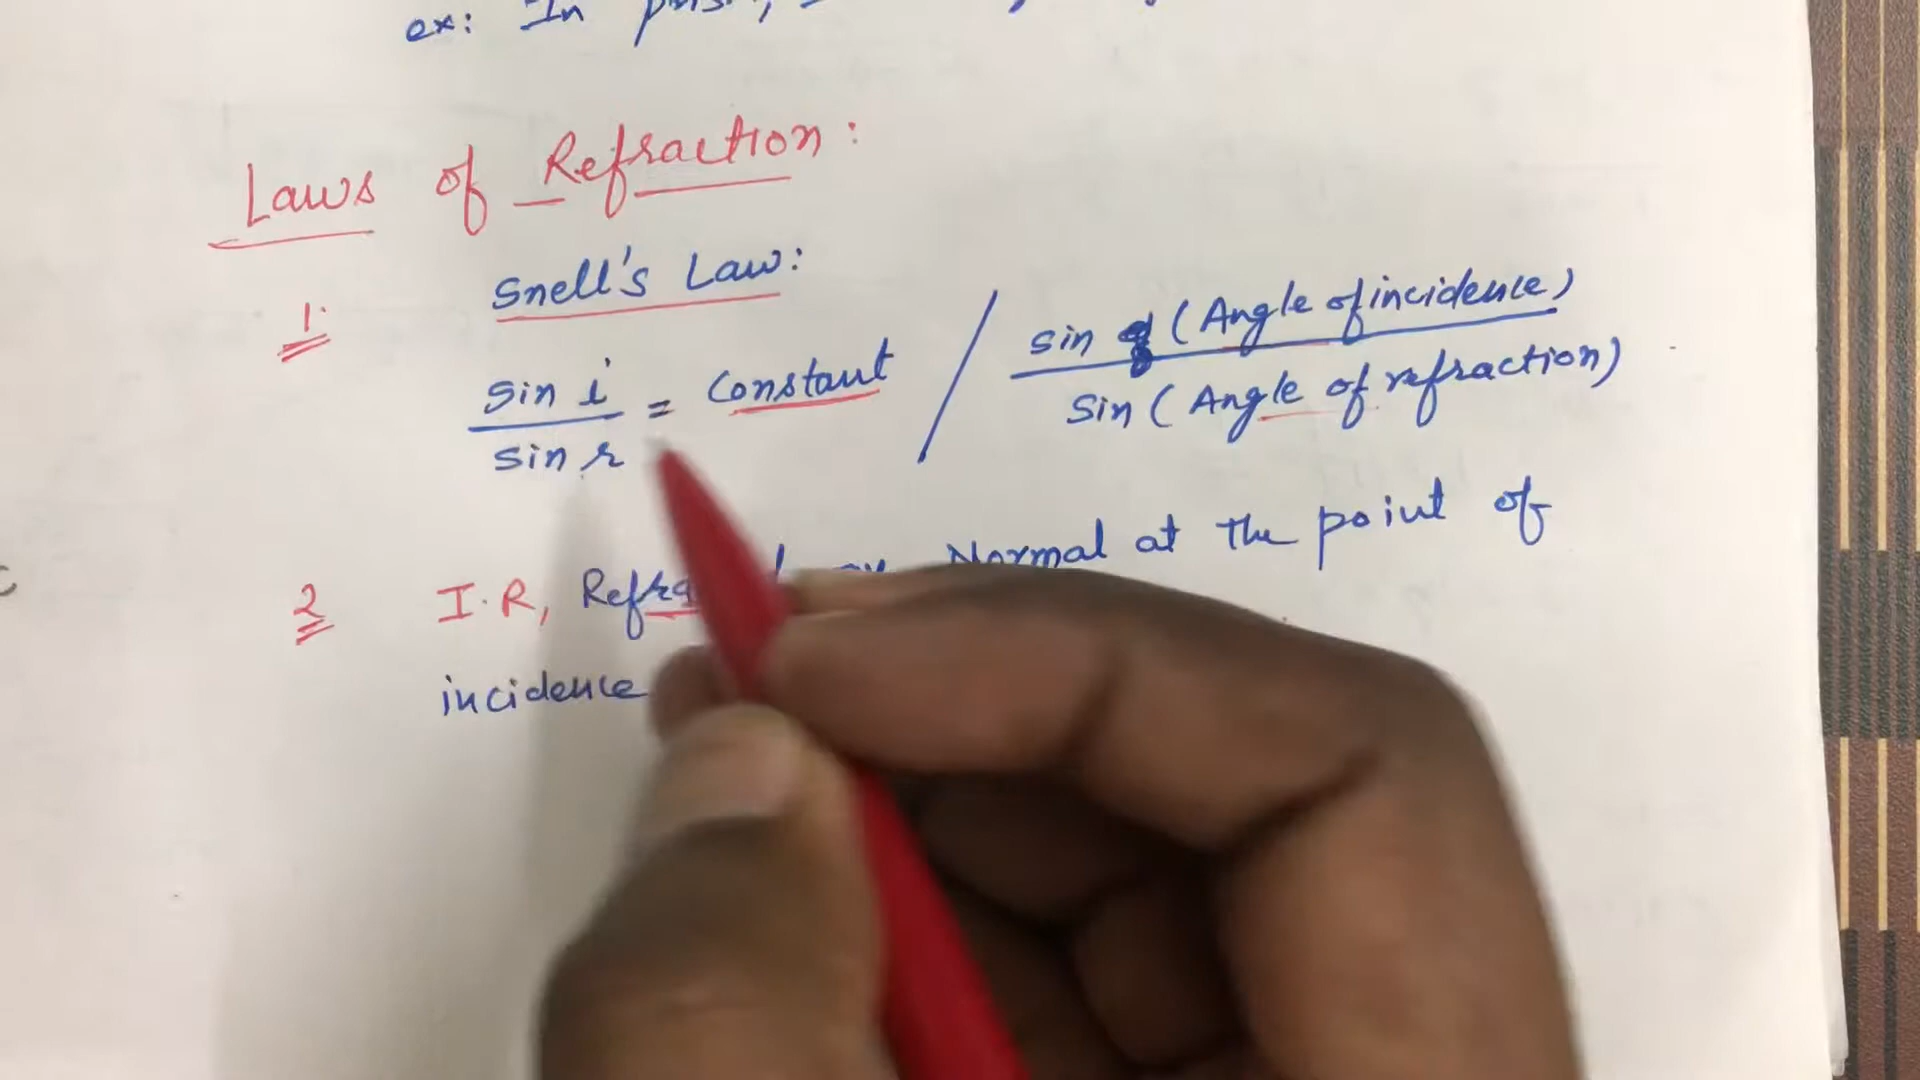 ex: In
Laws of Refraction:
1. Snell's Law:
sin i / sin r = Constant / sin (Angle of incidence) / sin (Angle of refraction)
2 I.R, Normal at the point of
incidence